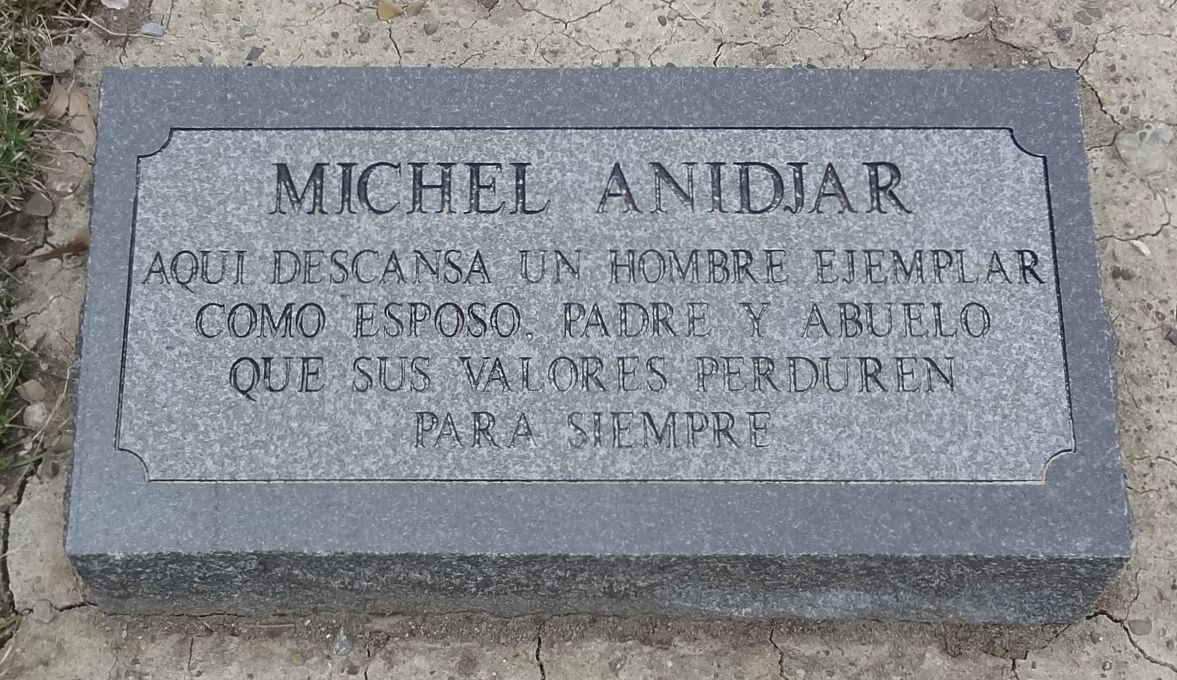 MICHEL ANIDJAR
AQUI DESCANSA UN HOMBRE EJEMPLAR
COMO ESPOSO, PADRE Y ABUELO
QUE SUS VALORES PERDUREN
PARA SIEMPRE